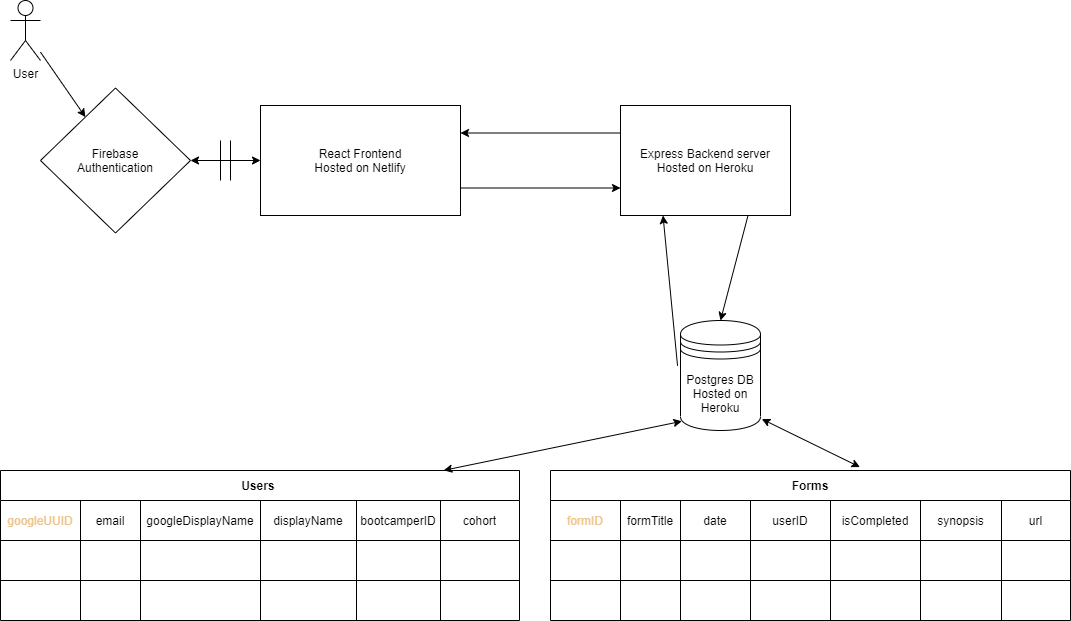 User
Firebase
Authentication
React Frontend
Hosted on Netlify
Express Backend server
Hosted on Heroku
Postgres DB
Hosted on
Heroku
Users
googleUUID email googleDisplayName displayName bootcamperID cohort
Forms
formID formTitle date userID isCompleted synopsis url